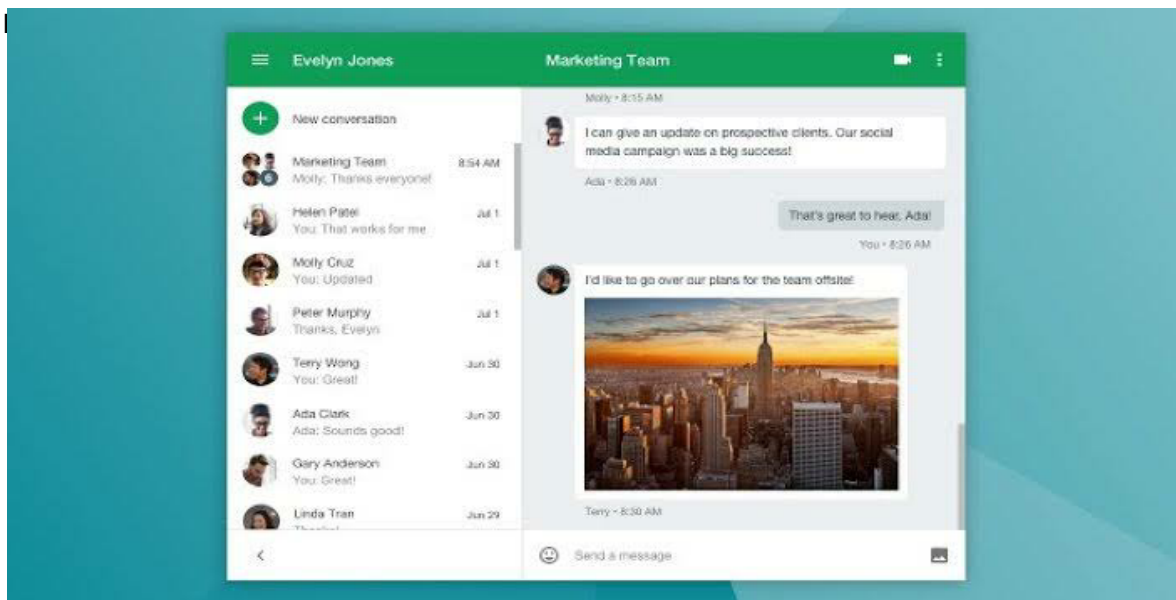 Evelyn Jones
Marketing Team
New conversation
Marketing Team 8:54 AM
Molly: Thanks everyone!
Helen Patel Jul 1
You: That works for me
Molly Cruz Jul 1
You: Updated
Peter Murphy Jul 1
Thanks, Evelyn
Terry Wong Jun 30
You: Great!
Ada Clark Jun 30
Ada: Sounds good!
Gary Anderson Jun 30
You: Great!
Linda Tran Jun 29
Molly • 8:15 AM
I can give an update on prospective clients. Our social
media campaign was a big success!
Ada • 8:26 AM
That's great to hear, Ada!
You • 8:26 AM
I'd like to go over our plans for the team offsite!
Terry • 8:30 AM
Send a message